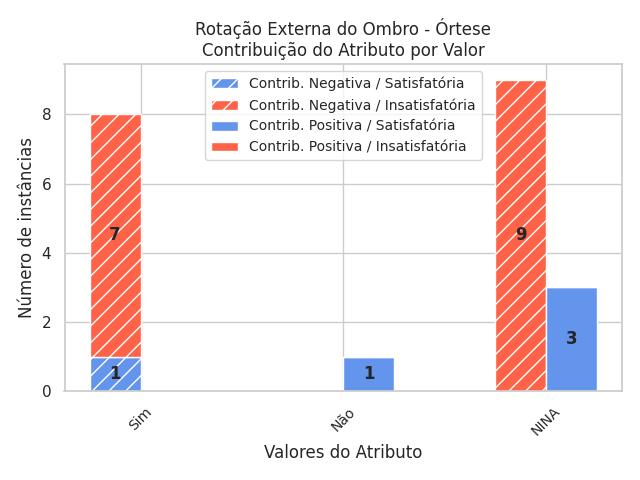 Rotação Externa do Ombro - Órtese
Contribuição do Atributo por Valor
Contrib. Negativa / Satisfatória
Contrib. Negativa / Insatisfatória
Contrib. Positiva / Satisfatória
Contrib. Positiva / Insatisfatória
Número de instâncias
8
6
4
2
0
7
1
1
9
3
Sim
Não
NINA
Valores do Atributo